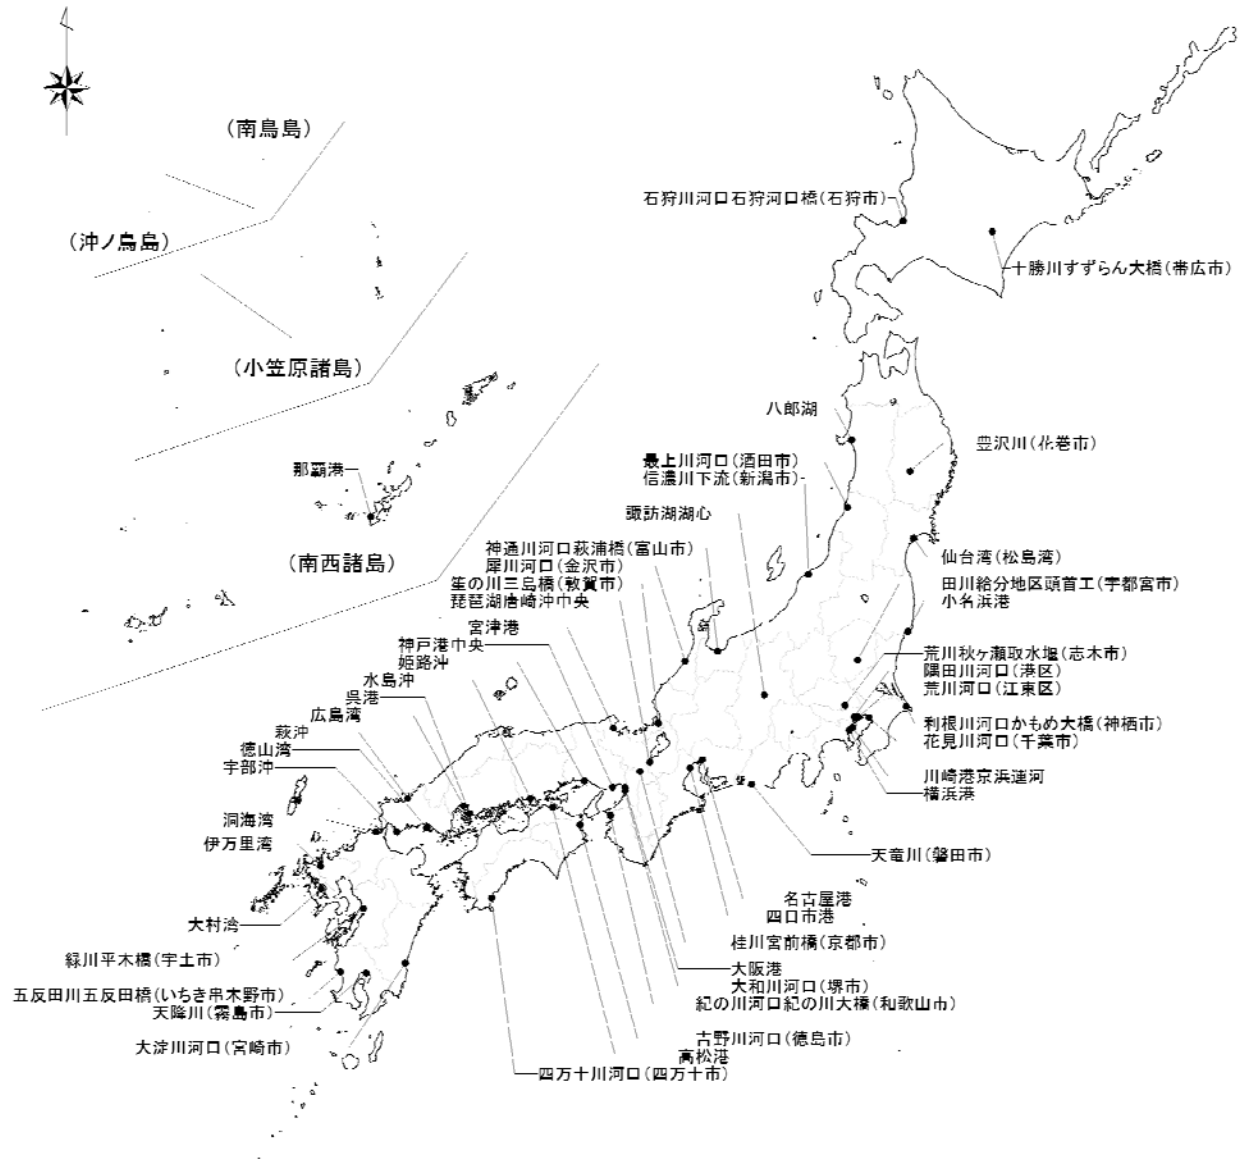 (南鳥島)
(沖ノ鳥島)
(小笠原諸島)
(南西諸島)
石狩川河口石狩河口橋(石狩市)
十勝川すずらん大橋(帯広市)
八郎湖
豊沢川(花巻市)
最上川河口(酒田市)
信濃川下流(新潟市)
那覇港
諏訪湖湖心
神通川河口萩浦橋(富山市)
犀川河口(金沢市)
笙の川三島橋(敦賀市)
琵琶湖唐崎沖中央
仙台湾(松島湾)
田川給分地区頭首工(宇都宮市)
小名浜港
宮津港
神戸港中央
姫路沖
水島沖
呉港
広島湾
萩沖
徳山湾
宇部沖
荒川秋ヶ瀬取水堰(志木市)
隅田川河口(港区)
荒川河口(江東区)
利根川河口かもめ大橋(神栖市)
花見川河口(千葉市)
川崎港京浜運河
横浜港
洞海湾
伊万里湾
天竜川(磐田市)
名古屋港
四日市港
大村湾
桂川宮前橋(京都市)
緑川平木橋(宇土市)
大阪港
大和川河口(堺市)
五反田川五反田橋(いちき串木野市)
紀の川河口紀の川大橋(和歌山市)
天降川(霧島市)
吉野川河口(徳島市)
大淀川河口(宮崎市)
高松港
四万十川河口(四万十市)